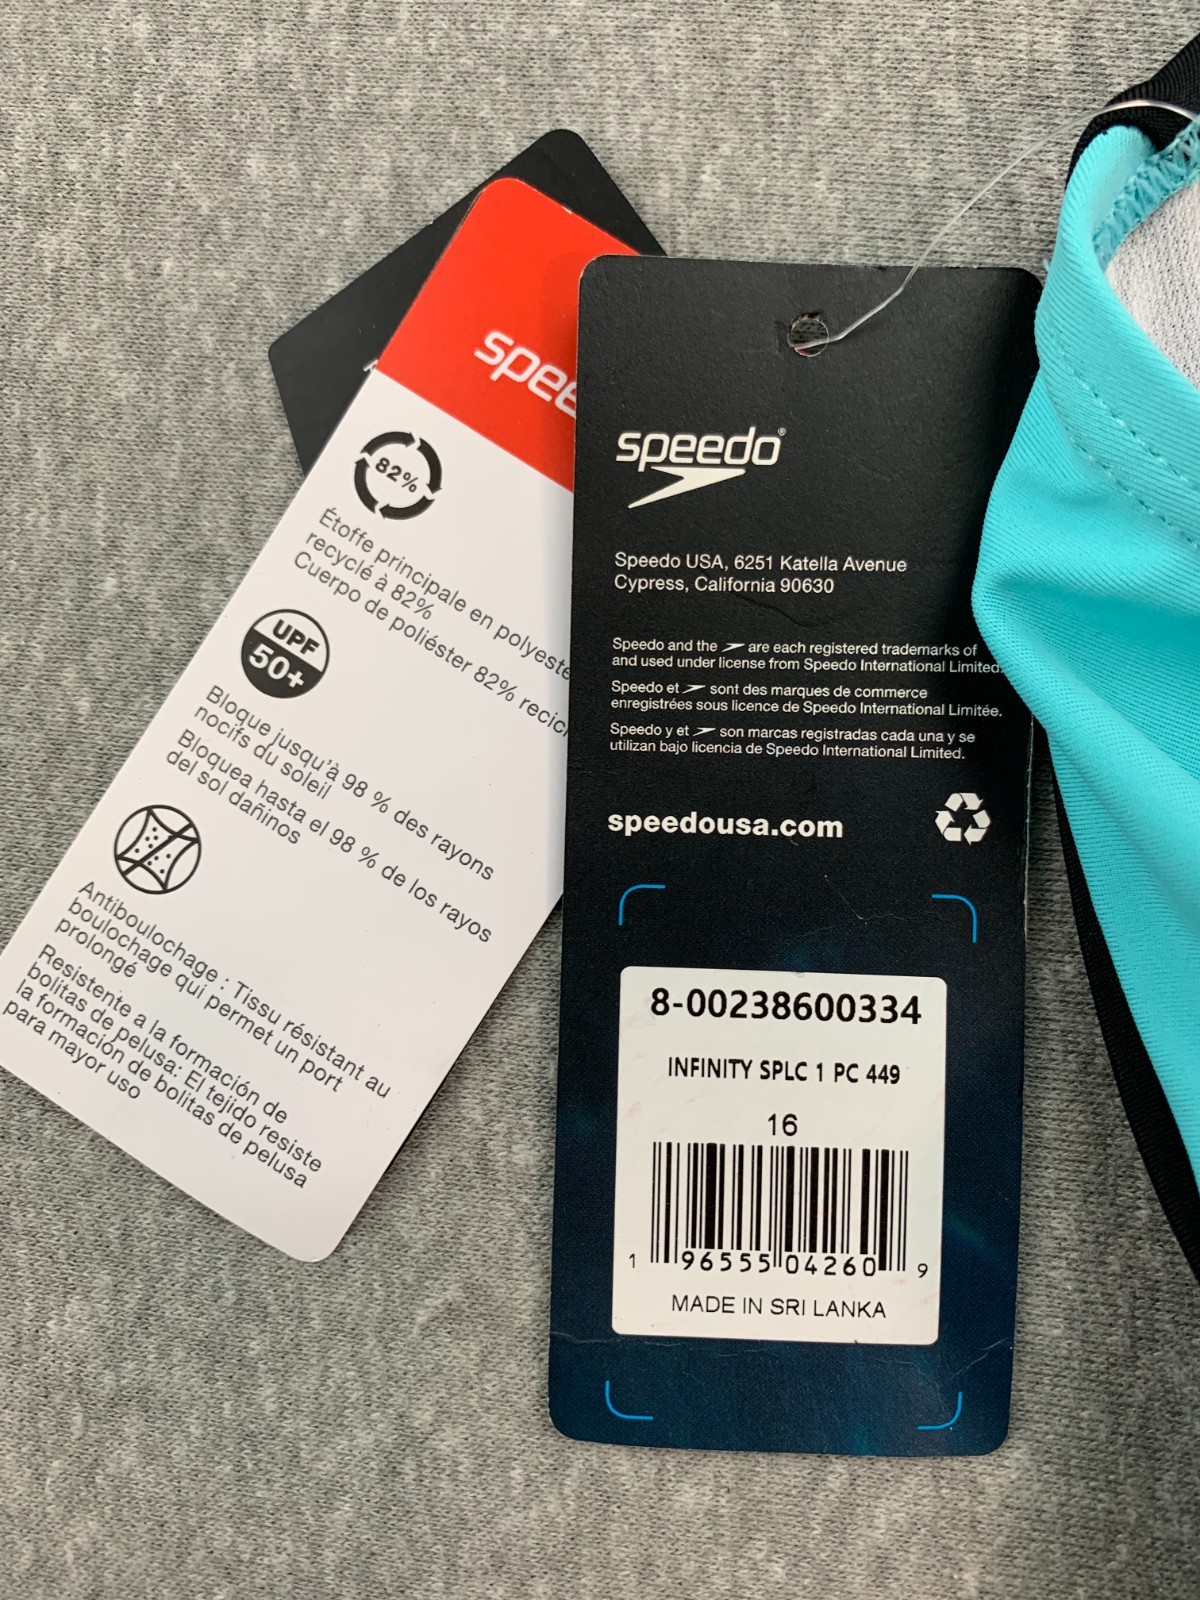 82%
Étoffe principale en polyester
recyclé à 82%
Cuerpo de poliéster 82%
UPF
50+
Bloque jusqu'à 98 % des rayons
nocifs du soleil
Bloquea hasta el 98 % de los rayos
del sol dañinos
Antiboulochage : Tissu résistant au
boulochage qui permet un port
prolongé
Resistente a la formación de
bolitas de pelusa: El tejido resiste
la formación de bolitas de pelusa
para mayor uso
speedo®
Speedo USA, 6251 Katella Avenue
Cypress, California 90630
Speedo and the are each registered trademarks of
and used under license from Speedo International Limited.
Speedo et sont des marques de commerce
enregistrées sous licence de Speedo International Limitée.
Speedo y et son marcas registradas cada una y se
utilizan bajo licencia de Speedo International Limited.
speedousa.com
8-00238600334
INFINITY SPLC 1 PC 449
16
1 96555 04260 9
MADE IN SRI LANKA